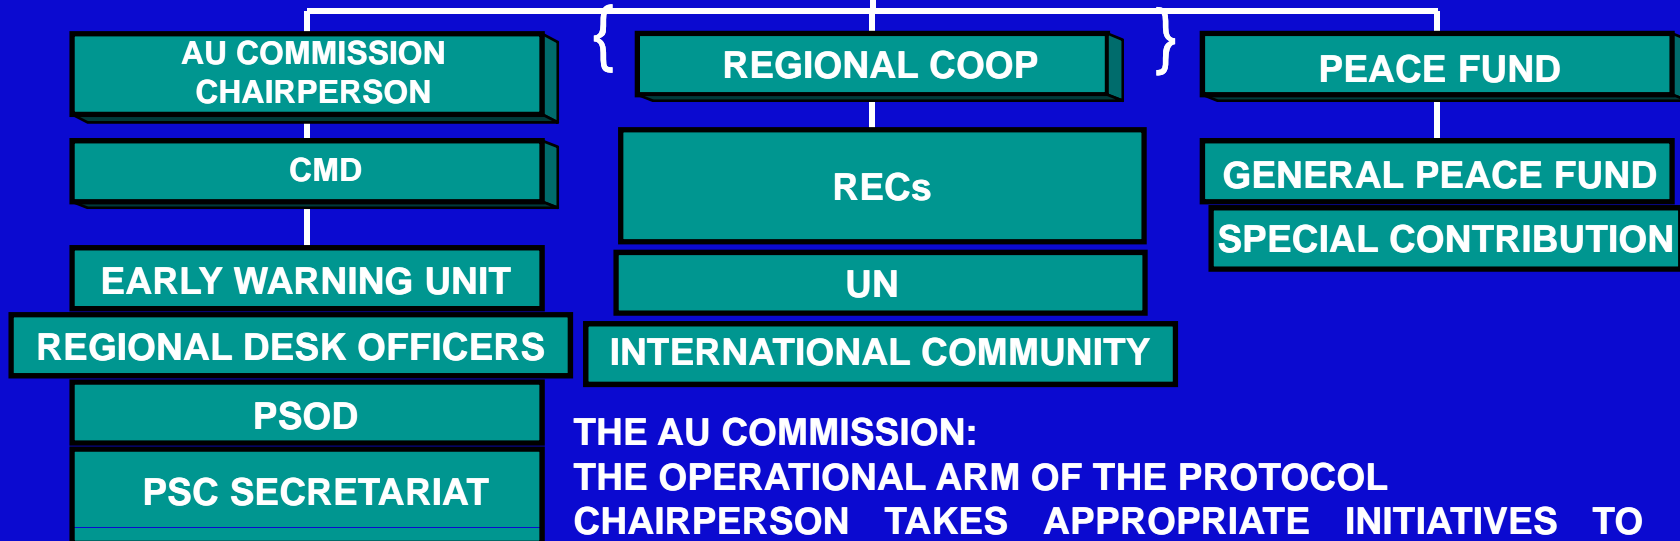 AU COMMISSION
CHAIRPERSON
CMD
EARLY WARNING UNIT
REGIONAL DESK OFFICERS
PSOD
PSC SECRETARIAT
{ REGIONAL COOP }
RECs
UN
INTERNATIONAL COMMUNITY
PEACE FUND
GENERAL PEACE FUND
SPECIAL CONTRIBUTION
THE AU COMMISSION:
THE OPERATIONAL ARM OF THE PROTOCOL
CHAIRPERSON TAKES APPROPRIATE INITIATIVES TO